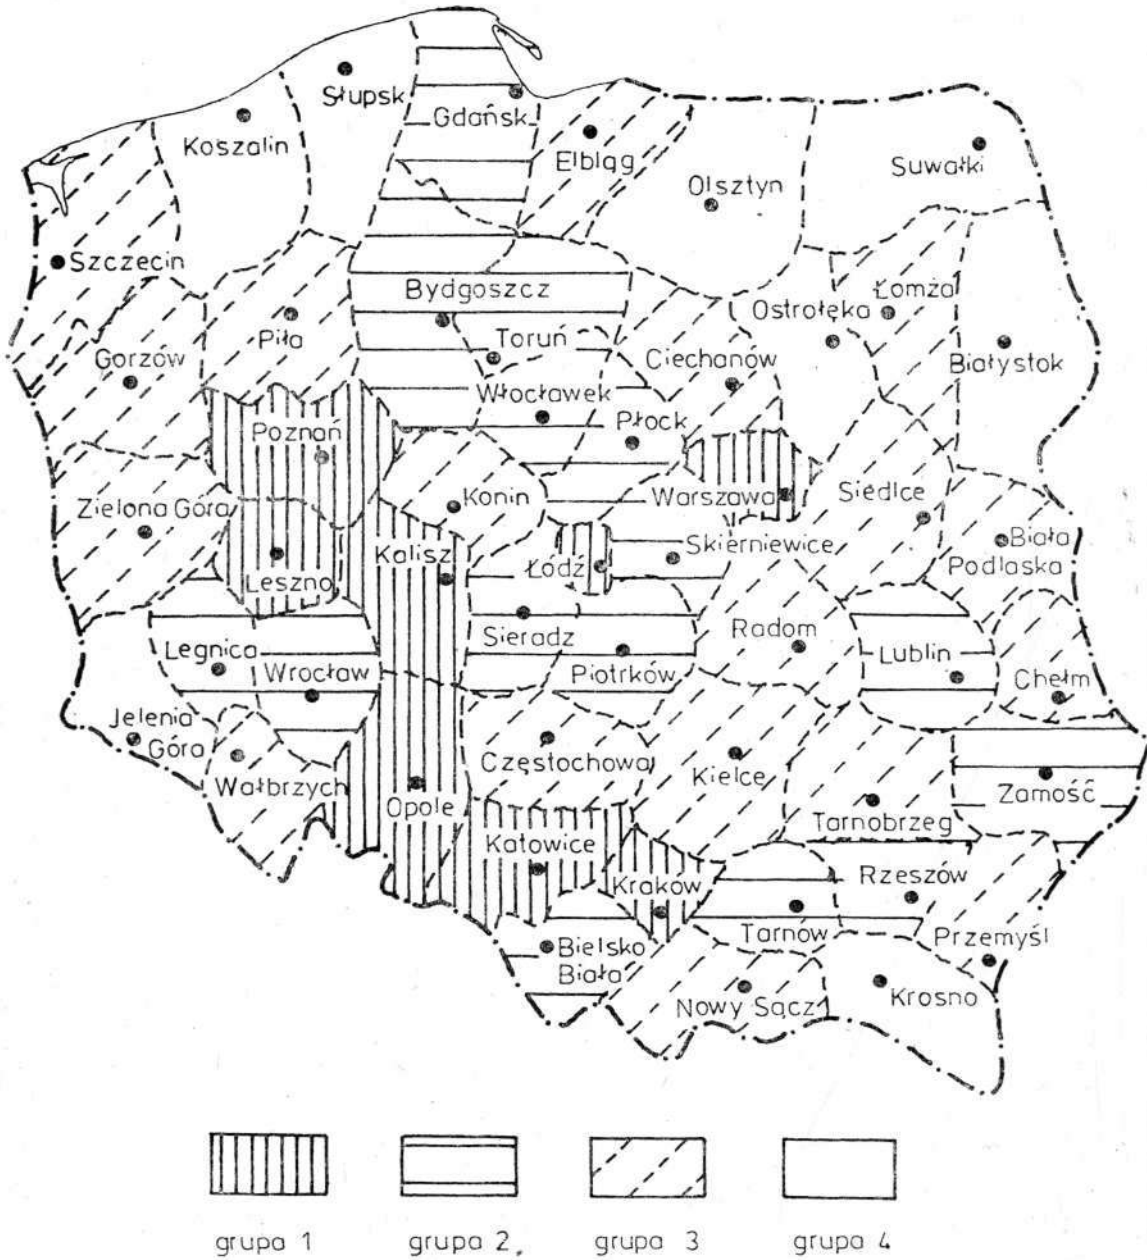 Słupsk
Gdańsk
Koszalin
Elbląg
Suwałki
Olsztyn
Szczecin
Bydgoszcz
Łomża
Ostrołęka
Piła
Toruń
Gorzów
Ciechanów
Białystok
Włocławek
Płock
Poznań
Warszawa
Siedlce
Konin
Zielona Góra
Biała
Podlaska
Skierniewice
Kalisz
Łódź
Leszno
Radom
Sieradz
Legnica
Lublin
Wrocław
Piotrków
Chełm
Jelenia
Góra
Częstochowa
Kielce
Wałbrzych
Zamość
Opole
Tarnobrzeg
Katowice
Rzeszów
Kraków
Tarnów
Przemyśl
Bielsko
Biała
Krosno
Nowy Sącz
grupa 1 grupa 2 grupa 3 grupa 4